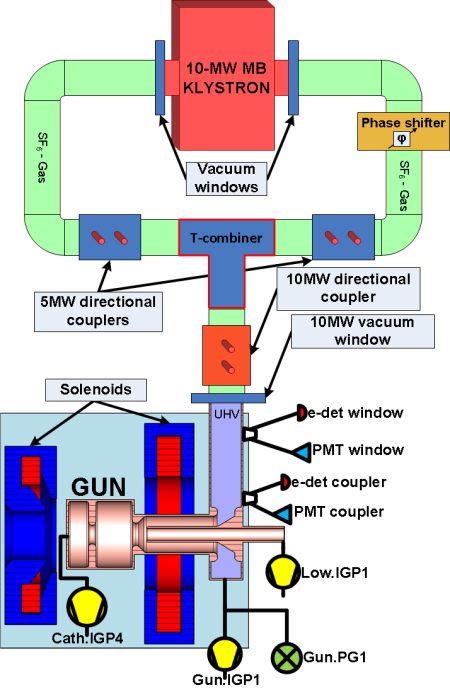 10-MW MB
KLYSTRON
Phase shifter
φ
SF6 - Gas
SF6 - Gas
Vacuum
windows
T-combiner
5MW directional
couplers
10MW directional
coupler
10MW vacuum
window
Solenoids
UHV
e-det window
PMT window
GUN
e-det coupler
PMT coupler
Low.IGP1
Cath.IGP4
Gun.IGP1
Gun.PG1